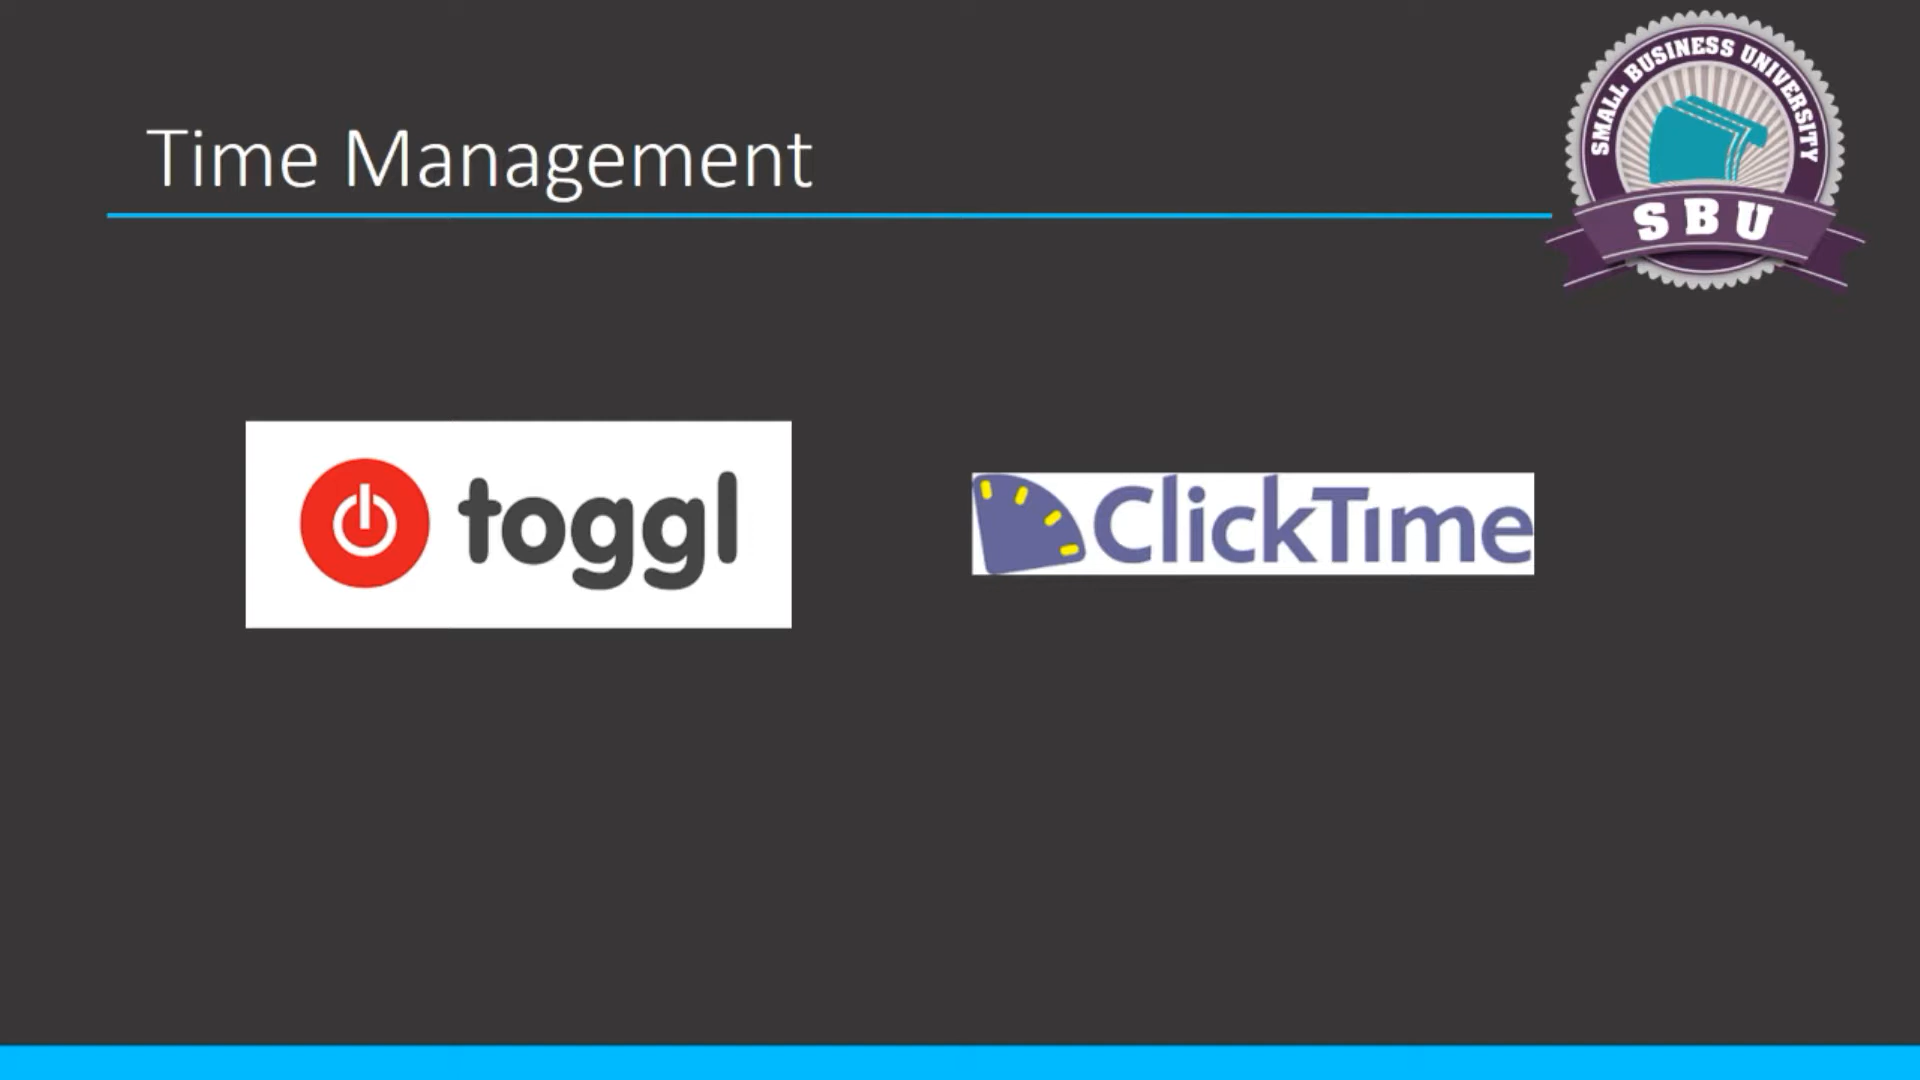 SMALL BUSINESS UNIVERSITY
SBU
Time Management
toggl
ClickTime